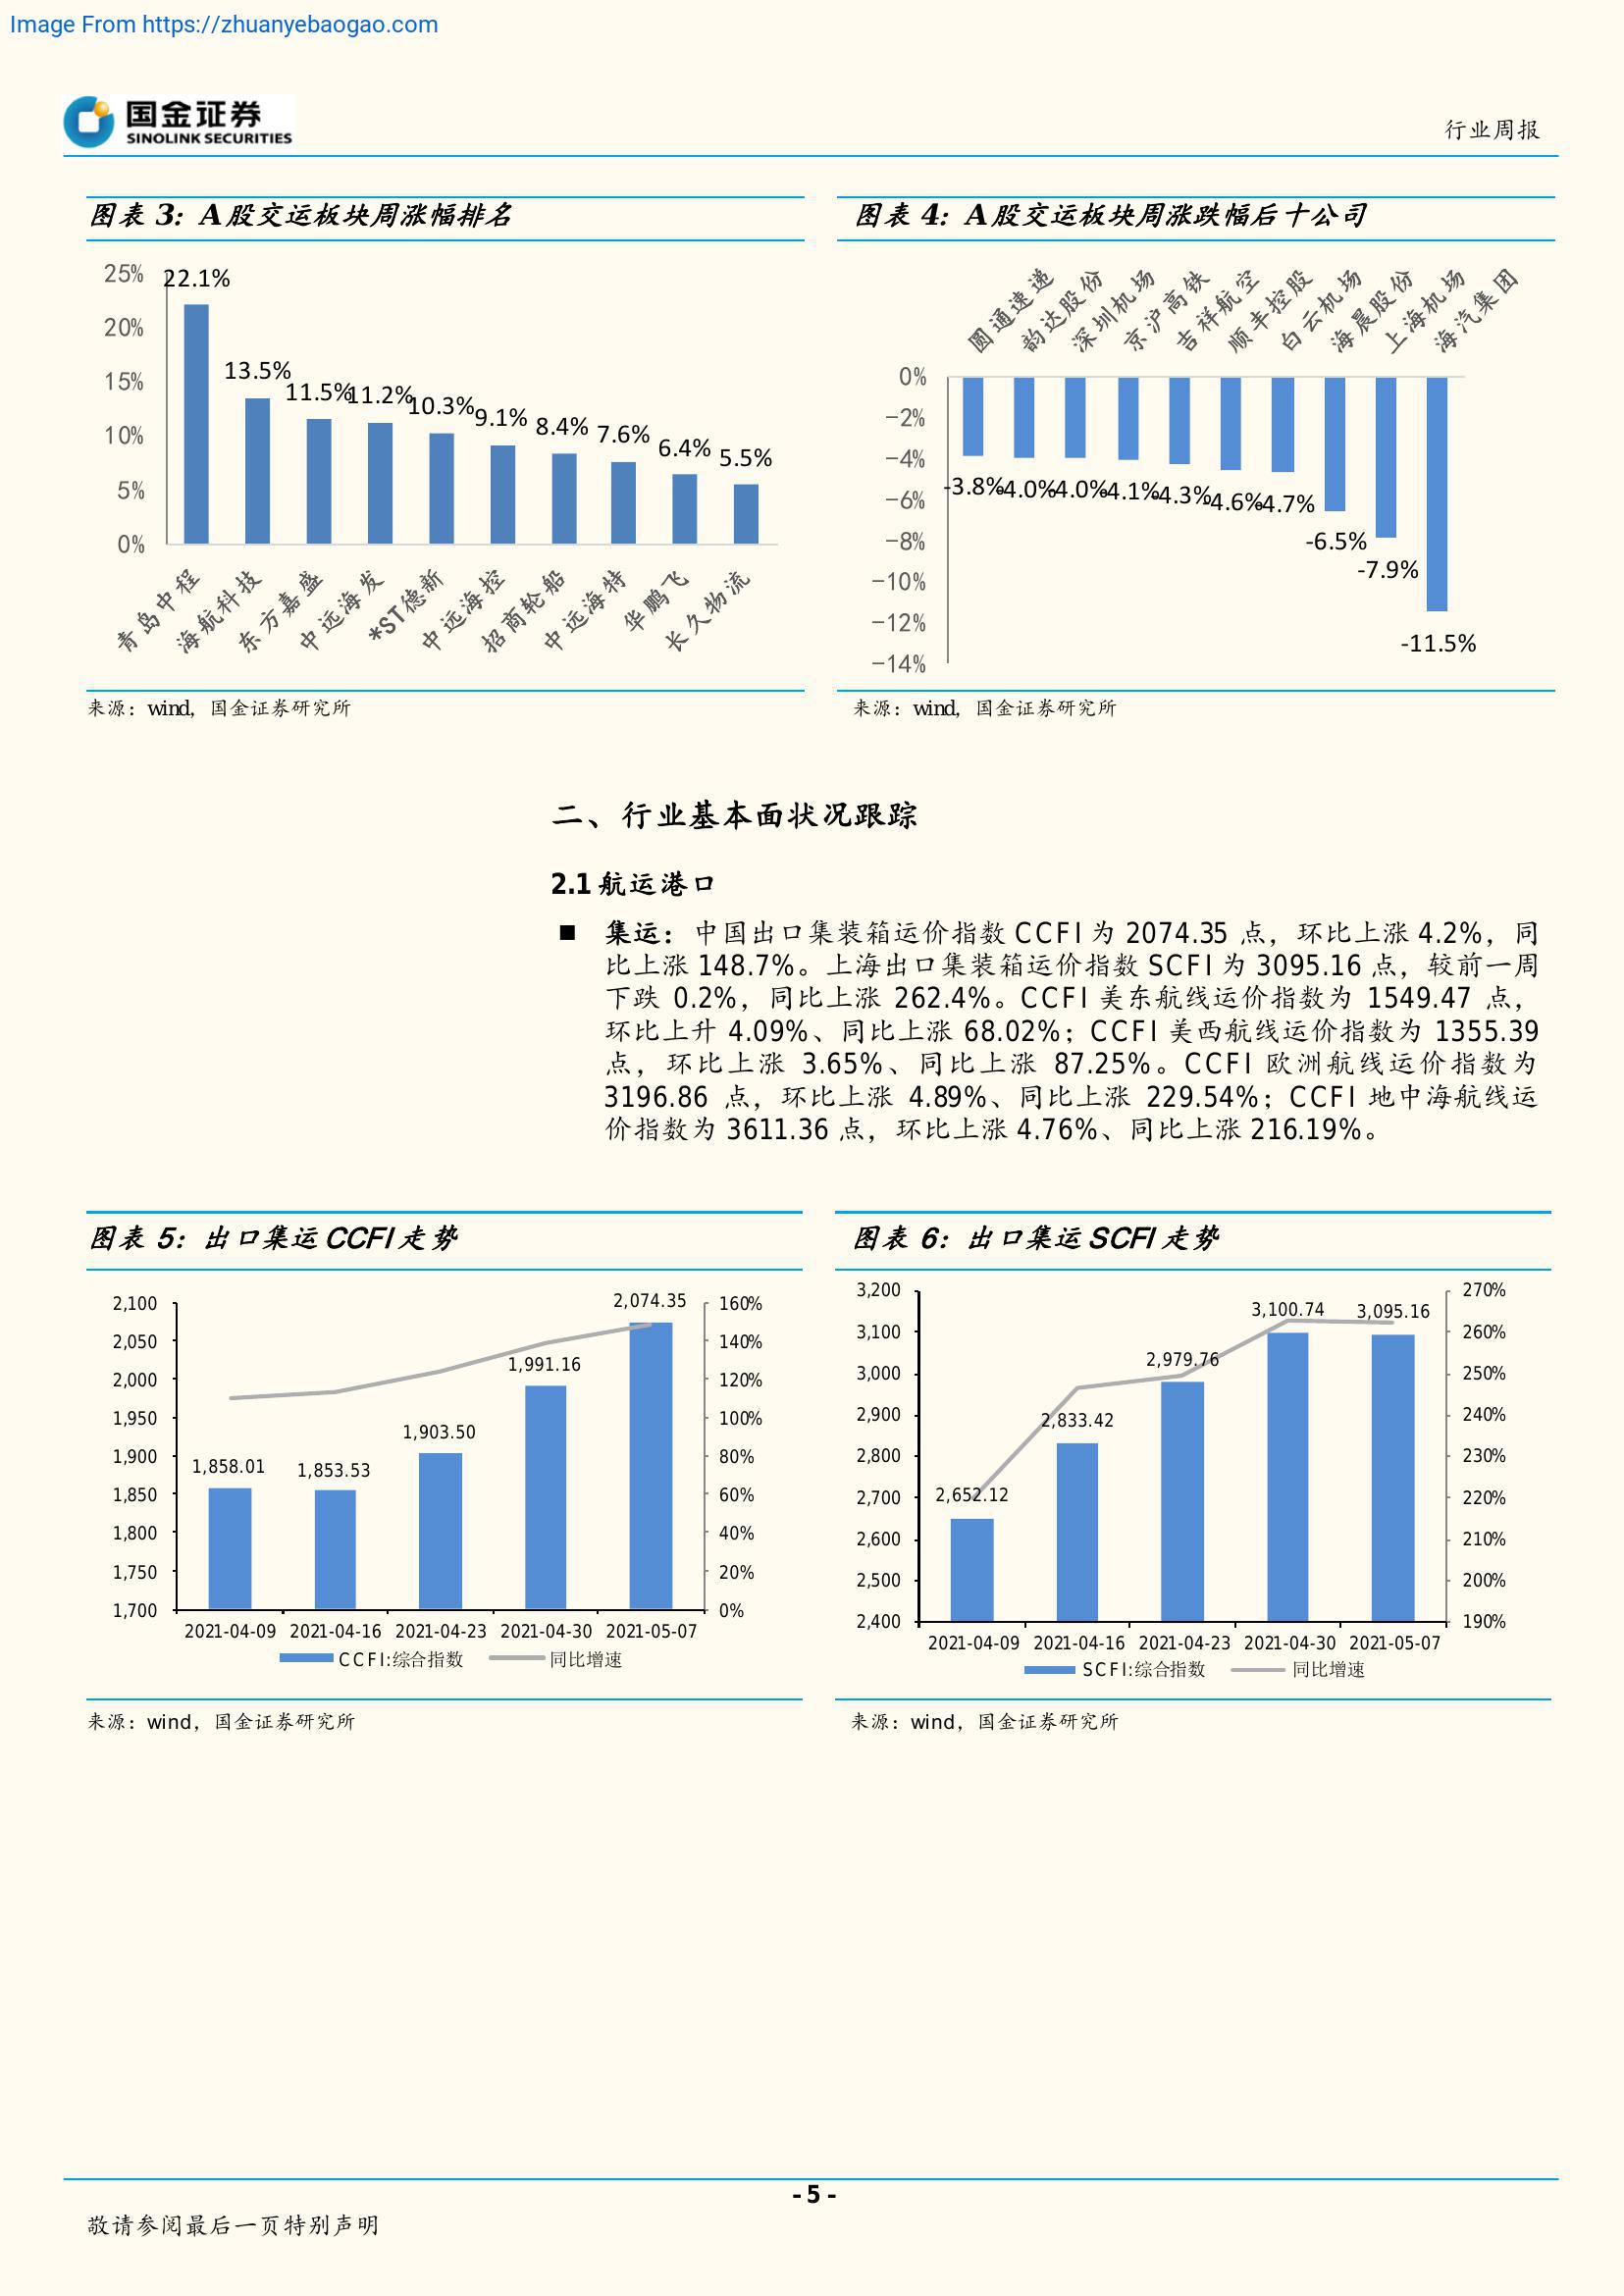 Image From https://zhuanyebaogao.com
国金证券
SINOLINK SECURITIES
行业周报
图表 3：A股交运板块周涨幅排名
25%
20%
15%
10%
5%
0%
22.1%
13.5%
11.5%
11.2%
10.3%
9.1%
8.4%
7.6%
6.4%
5.5%
青岛中程
海航科技
东方嘉盛
中远海发
*ST德新
中远海控
招商轮船
中远海特
华鹏飞
长久物流
来源：wind，国金证券研究所
图表 4：A股交运板块周涨跌幅后十公司
圆通速递
韵达股份
深圳机场
京沪高铁
吉祥航空
顺丰控股
白云机场
海晨股份
上海机场
海汽集团
0%
-2%
-4%
-6%
-8%
-10%
-12%
-14%
-3.8%
-4.0%
-4.0%
-4.1%
-4.3%
-4.6%
-4.7%
-6.5%
-7.9%
-11.5%
来源：wind，国金证券研究所
二、行业基本面状况跟踪
2.1 航运港口
■ 集运：中国出口集装箱运价指数 CCFI 为 2074.35 点，环比上涨 4.2%，同
比上涨 148.7%。上海出口集装箱运价指数 SCFI 为 3095.16 点，较前一周
下跌 0.2%，同比上涨 262.4%。CCFI 美东航线运价指数为 1549.47 点，
环比上升 4.09%、同比上涨 68.02%；CCFI 美西航线运价指数为 1355.39
点，环比上涨 3.65%、同比上涨 87.25%。CCFI 欧洲航线运价指数为
3196.86 点，环比上涨 4.89%、同比上涨 229.54%；CCFI 地中海航线运
价指数为 3611.36 点，环比上涨 4.76%、同比上涨 216.19%。
图表 5：出口集运 CCFI 走势
2,100
2,050
2,000
1,950
1,900
1,850
1,800
1,750
1,700
1,858.01
1,853.53
1,903.50
1,991.16
2,074.35
160%
140%
120%
100%
80%
60%
40%
20%
0%
2021-04-09 2021-04-16 2021-04-23 2021-04-30 2021-05-07
CCFI:综合指数 同比增速
来源：wind，国金证券研究所
图表 6：出口集运 SCFI 走势
3,200
3,100
3,000
2,900
2,800
2,700
2,600
2,500
2,400
2,652.12
2,833.42
2,979.76
3,100.74
3,095.16
270%
260%
250%
240%
230%
220%
210%
200%
190%
2021-04-09 2021-04-16 2021-04-23 2021-04-30 2021-05-07
SCFI:综合指数 同比增速
来源：wind，国金证券研究所
- 5 -
敬请参阅最后一页特别声明